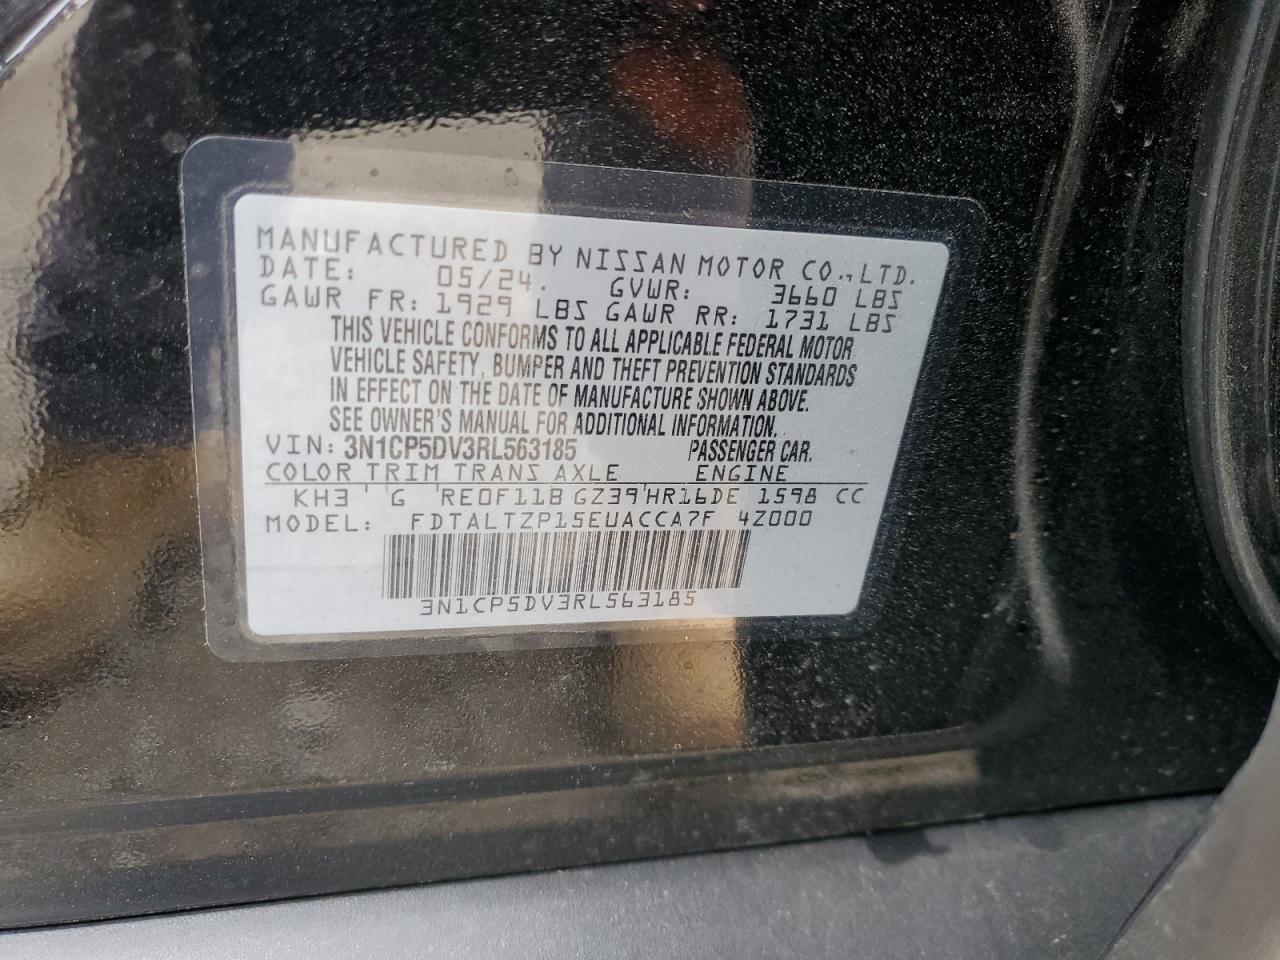 MANUFACTURED BY NISSAN MOTOR CO., LTD.
DATE: 05/24. GVWR: 3660 LBS
GAWR FR: 1929 LBS GAWR RR: 1731 LBS
THIS VEHICLE CONFORMS TO ALL APPLICABLE FEDERAL MOTOR
VEHICLE SAFETY, BUMPER AND THEFT PREVENTION STANDARDS
IN EFFECT ON THE DATE OF MANUFACTURE SHOWN ABOVE.
SEE OWNER'S MANUAL FOR ADDITIONAL INFORMATION.
VIN: 3N1CP5DV3RL563185 PASSENGER CAR.
COLOR TRIM TRANS AXLE ENGINE
KH3 ' G ' RE0F11B GZ39'HR16DE 1598 CC
MODEL: FDTALTZP15EUACCA7F 4Z000
3N1CP5DV3RL563185